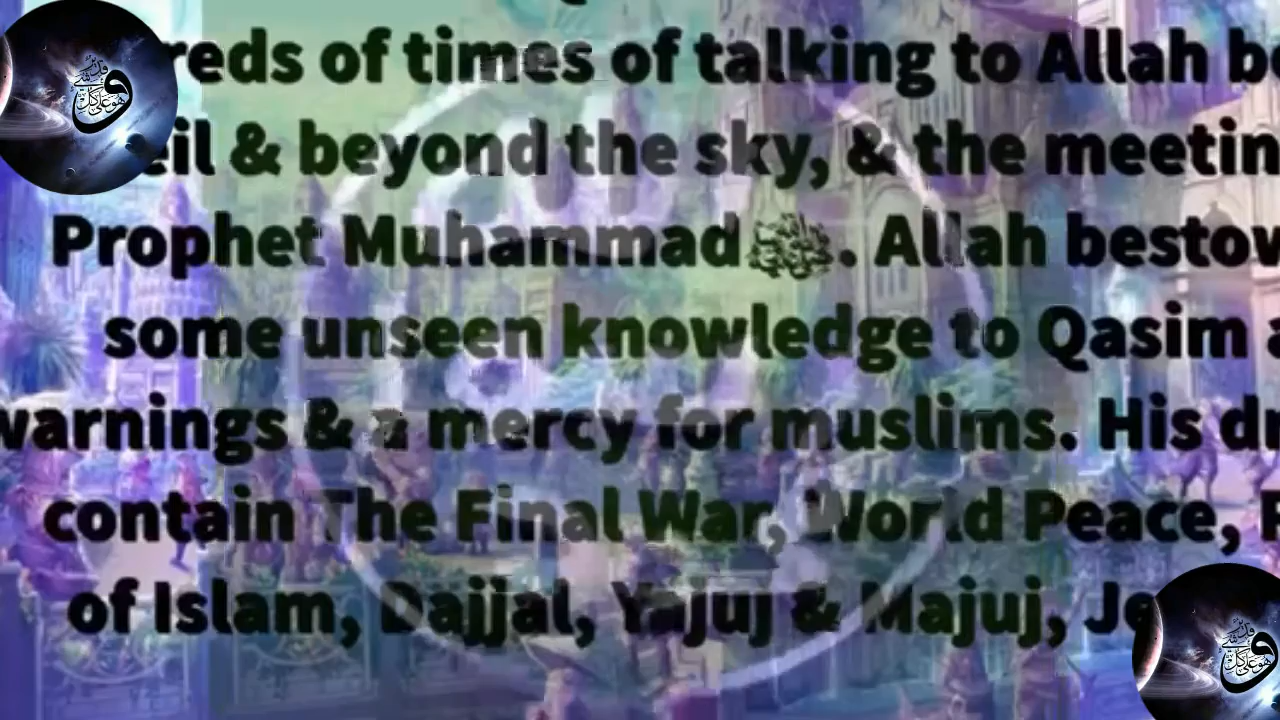 reds of times of talking to Allah be
eil & beyond the sky, & the meetin
Prophet Muhammadﷺ. Allah bestow
some unseen knowledge to Qasim a
warnings & a mercy for muslims. His dr
contain The Final War, World Peace,
of Islam, Dajjal, Yajuj & Majuj, Je